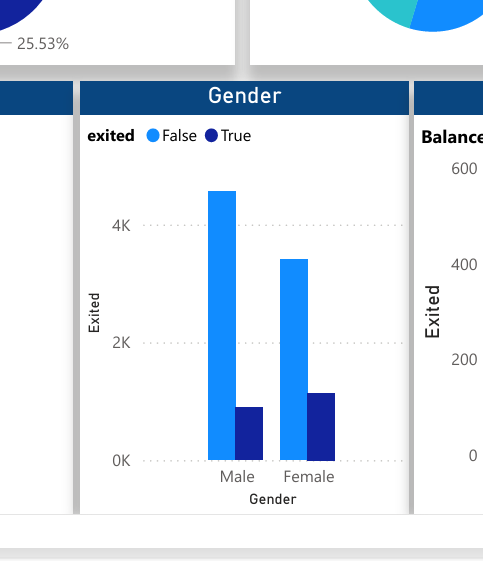 25.53%
Gender
exited False True
4K
2K
0K
Exited
Male Female
Gender
Balance
600
400
200
0
Exited